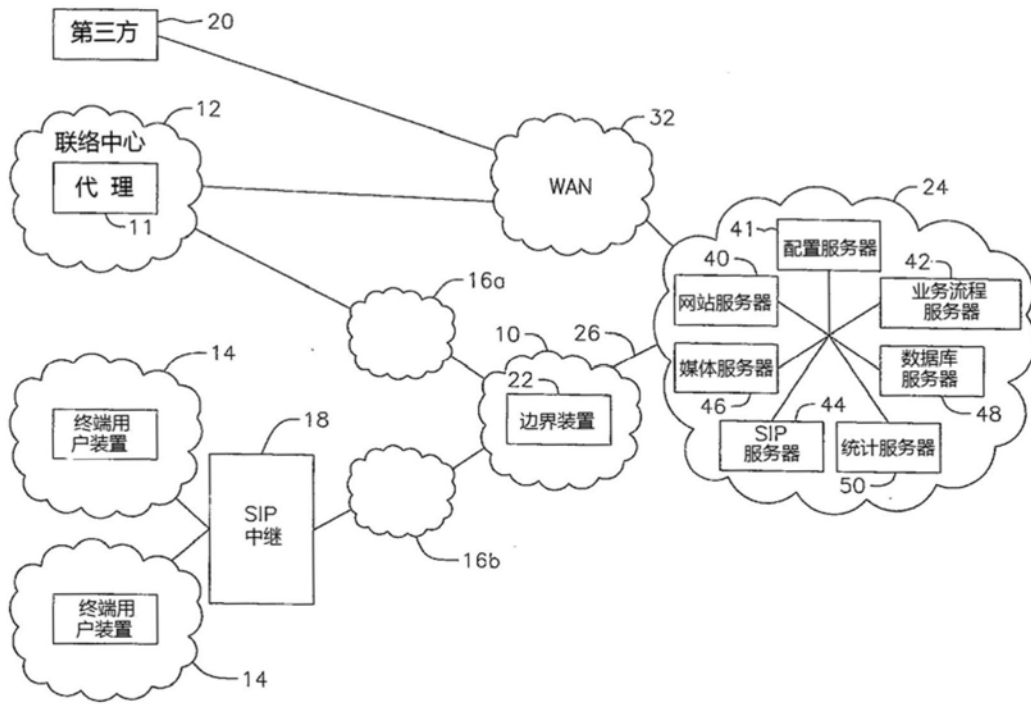 第三方
20
12
联络中心
代 理
11
32
WAN
24
41
配置服务器
40
网站服务器
42
业务流程
服务器
媒体服务器
46
数据库
服务器
48
44
SIP
服务器
统计服务器
50
16a
10
26
22
边界装置
14
终端用
户装置
18
SIP
中继
16b
终端用
户装置
14